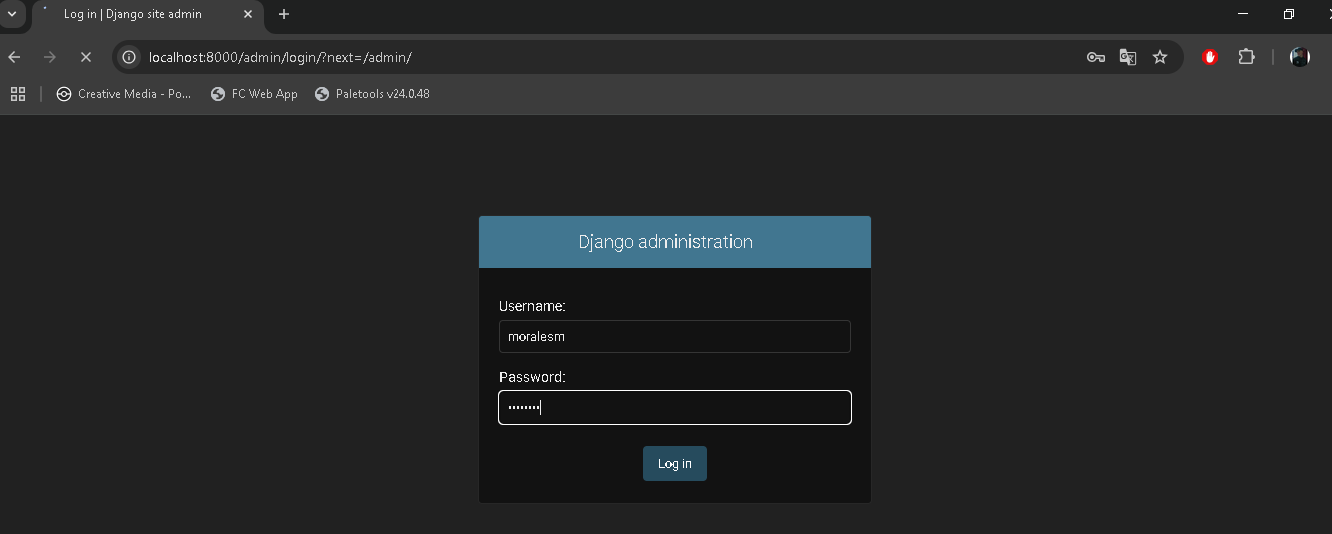 Log in | Django site admin
localhost:8000/admin/login/?next=/admin/
Creative Media - Po... FC Web App Paletools v24.0.48
Django administration
Username:
moralesm
Password:
••••••••
Log in